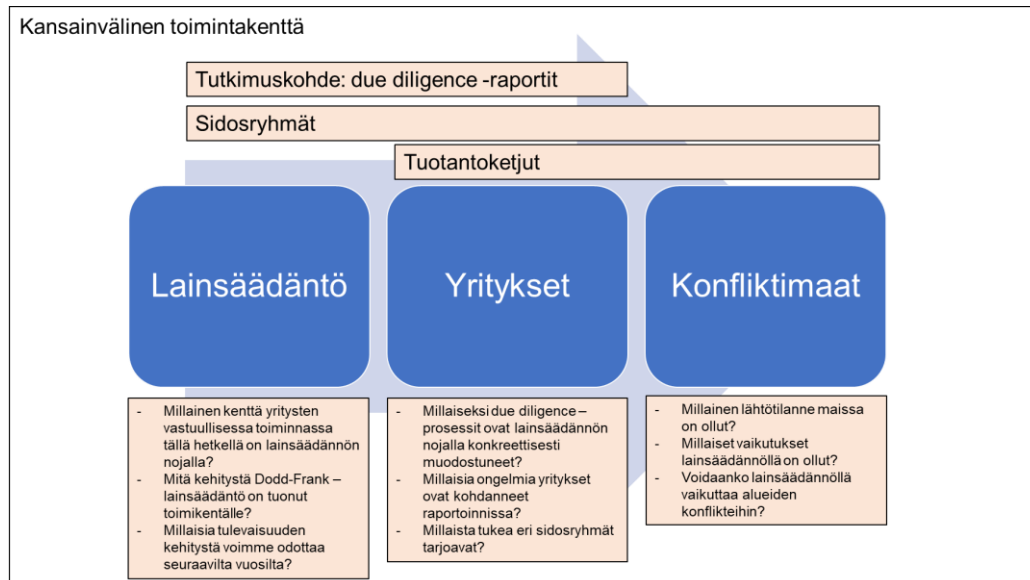 Kansainvälinen toimintakenttä
Tutkimuskohde: due diligence -raportit
Sidosryhmät
Tuotantoketjut
Lainsäädäntö
Yritykset
Konfliktimaat
- Millainen kenttä yritysten
vastuullisessa toiminnassa
tällä hetkellä on lainsäädännön
nojalla?
- Mitä kehitystä Dodd-Frank –
lainsäädäntö on tuonut
toimikentälle?
- Millaisia tulevaisuuden
kehitystä voimme odottaa
seuraavilta vuosilta?
- Millaiseksi due diligence –
prosessit ovat lainsäädännön
nojalla konkreettisesti
muodostuneet?
- Millaisia ongelmia yritykset
ovat kohdanneet
raportoinnissa?
- Millaista tukea eri sidosryhmät
tarjoavat?
- Millainen lähtötilanne maissa
on ollut?
- Millaiset vaikutukset
lainsäädännöllä on ollut?
- Voidaanko lainsäädännöllä
vaikuttaa alueiden
konflikteihin?